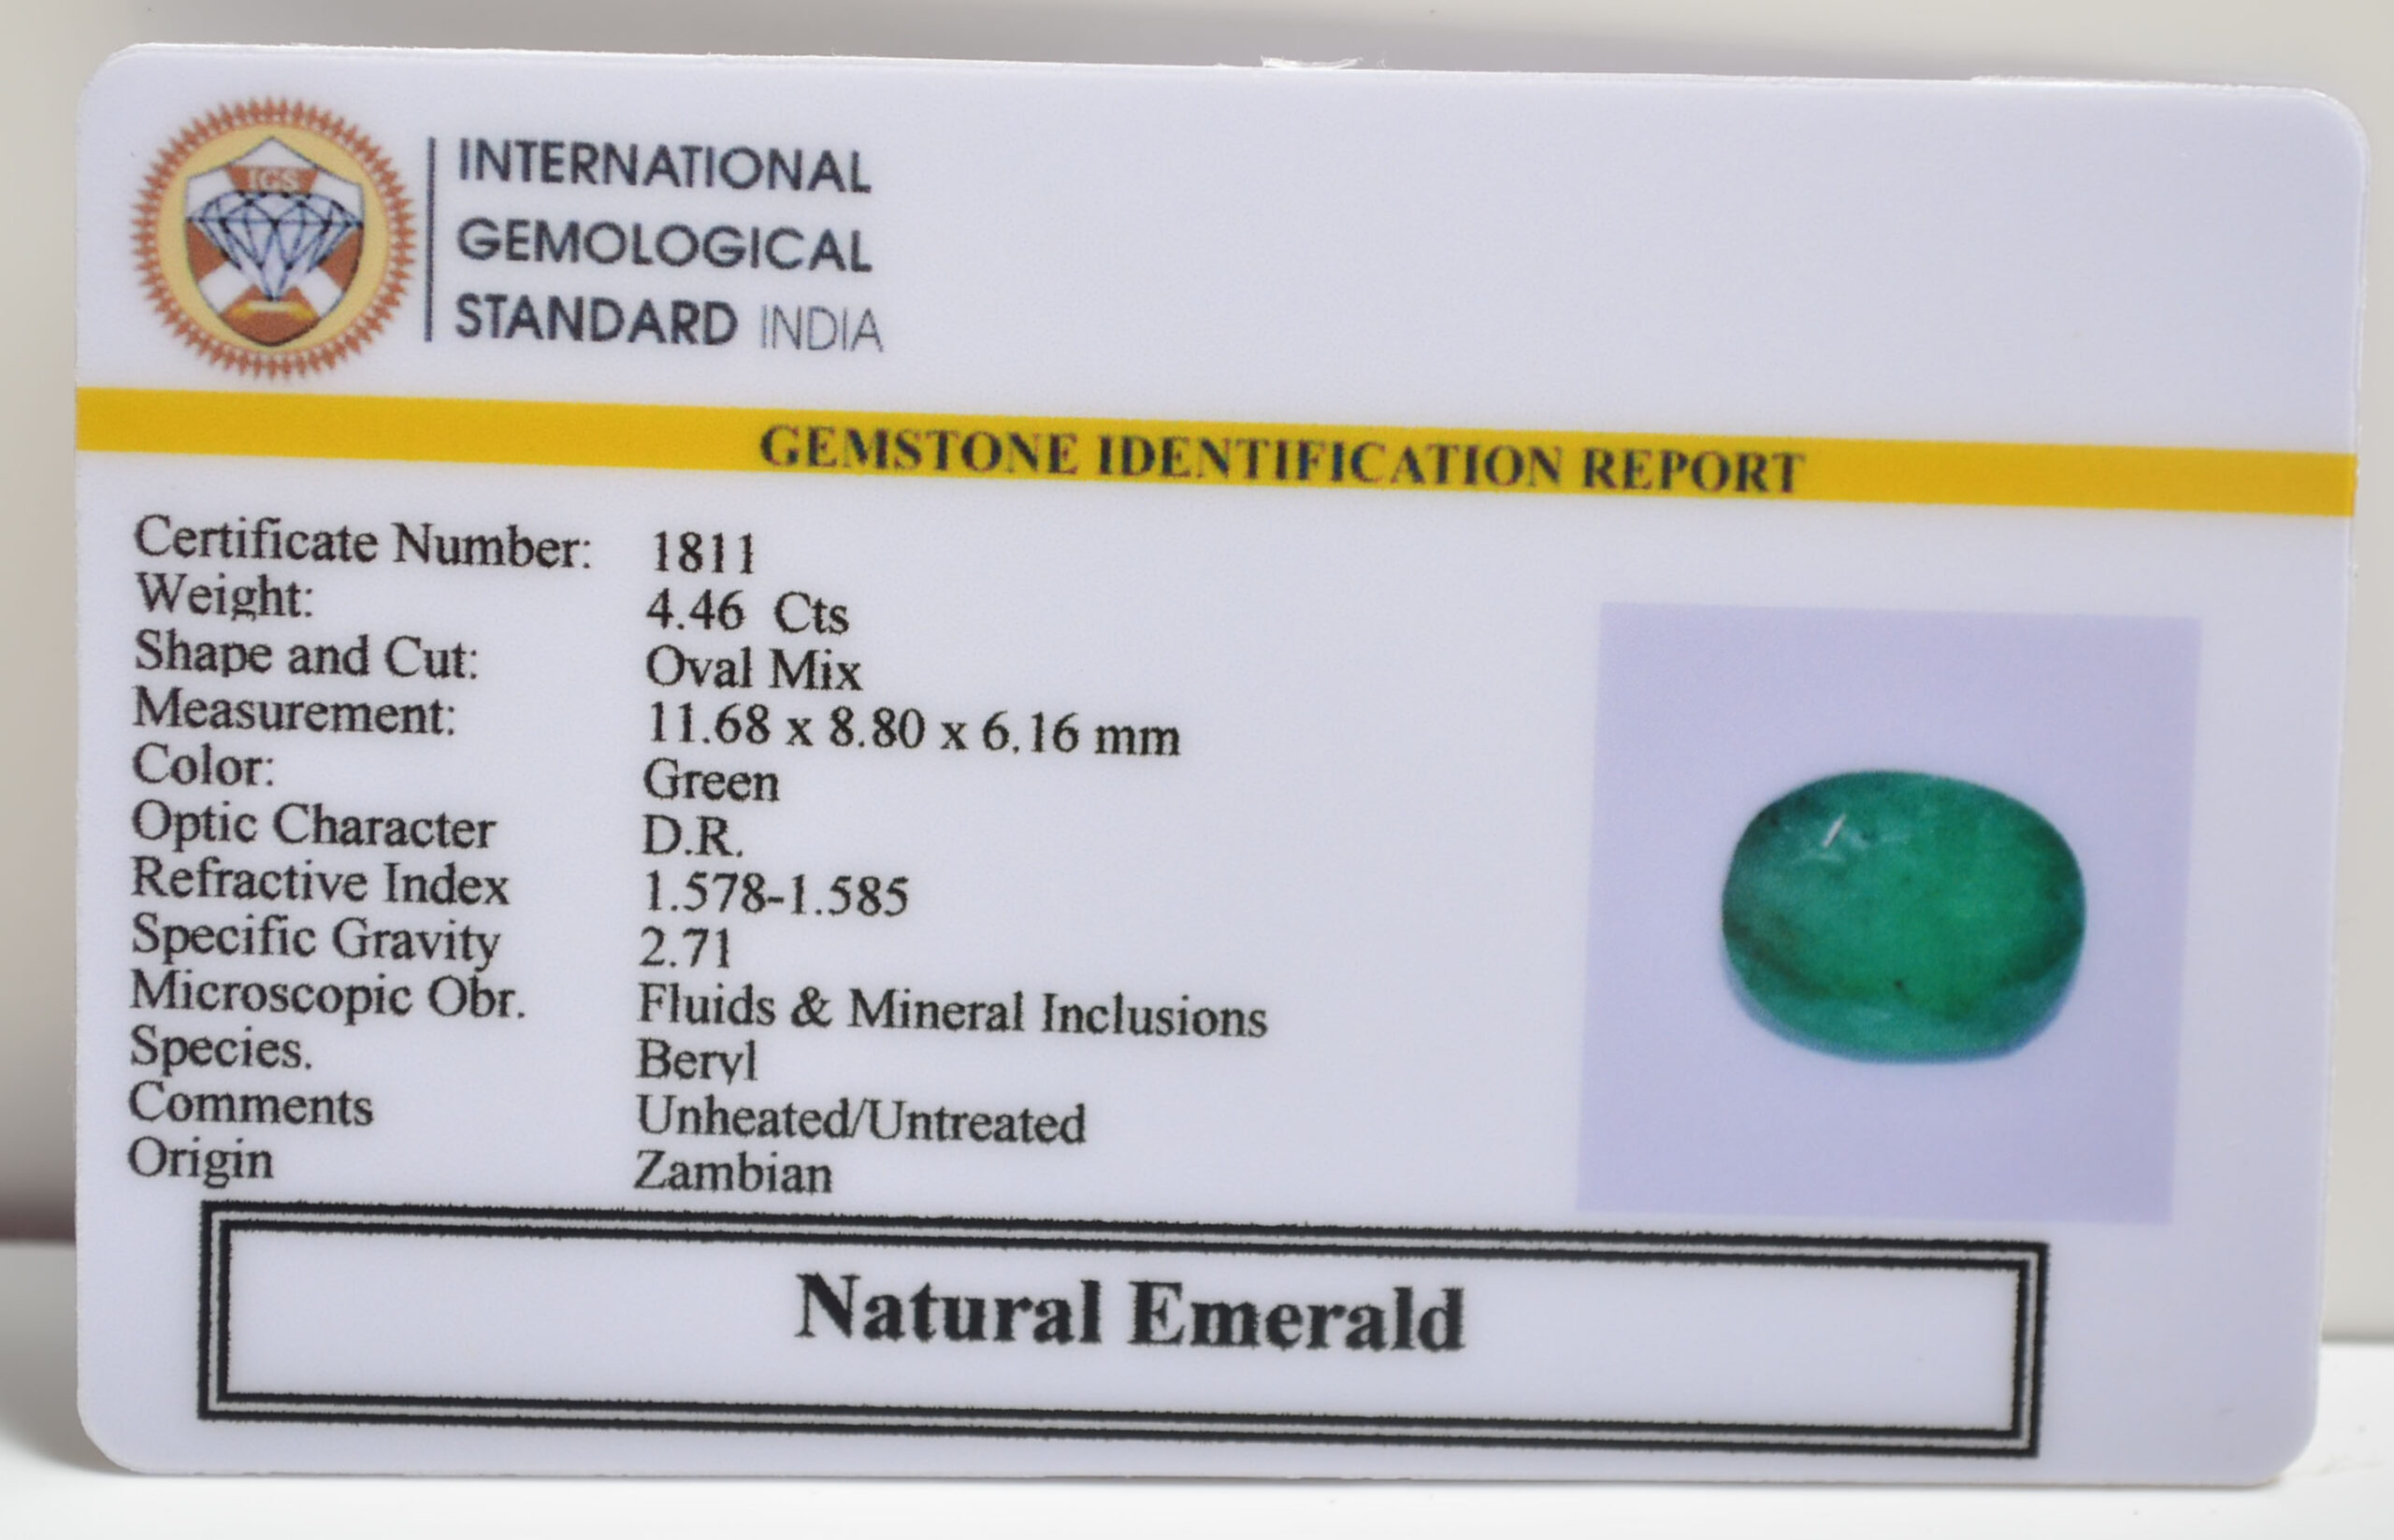 IGS
INTERNATIONAL
GEMOLOGICAL
STANDARD INDIA
GEMSTONE IDENTIFICATION REPORT
Certificate Number: 1811
Weight: 4.46 Cts
Shape and Cut: Oval Mix
Measurement: 11.68 x 8.80 x 6.16 mm
Color: Green
Optic Character D.R.
Refractive Index 1.578-1.585
Specific Gravity 2.71
Microscopic Obr. Fluids & Mineral Inclusions
Species. Beryl
Comments Unheated/Untreated
Origin Zambian
Natural Emerald